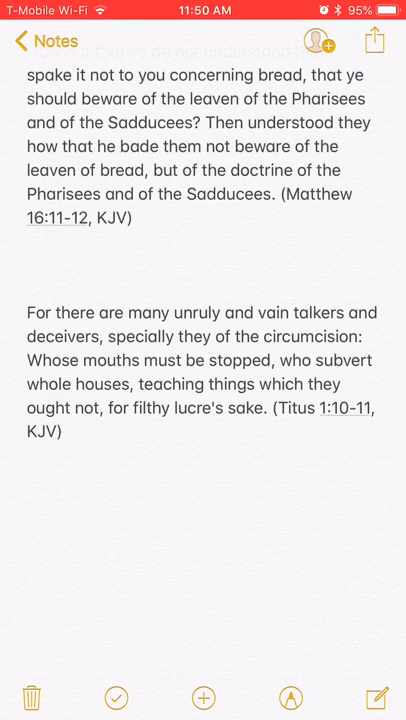 T-Mobile Wi-Fi 11:50 AM 95%
Notes
spake it not to you concerning bread, that ye
should beware of the leaven of the Pharisees
and of the Sadducees? Then understood they
how that he bade them not beware of the
leaven of bread, but of the doctrine of the
Pharisees and of the Sadducees. (Matthew
16:11-12, KJV)
For there are many unruly and vain talkers and
deceivers, specially they of the circumcision:
Whose mouths must be stopped, who subvert
whole houses, teaching things which they
ought not, for filthy lucre's sake. (Titus 1:10-11,
KJV)